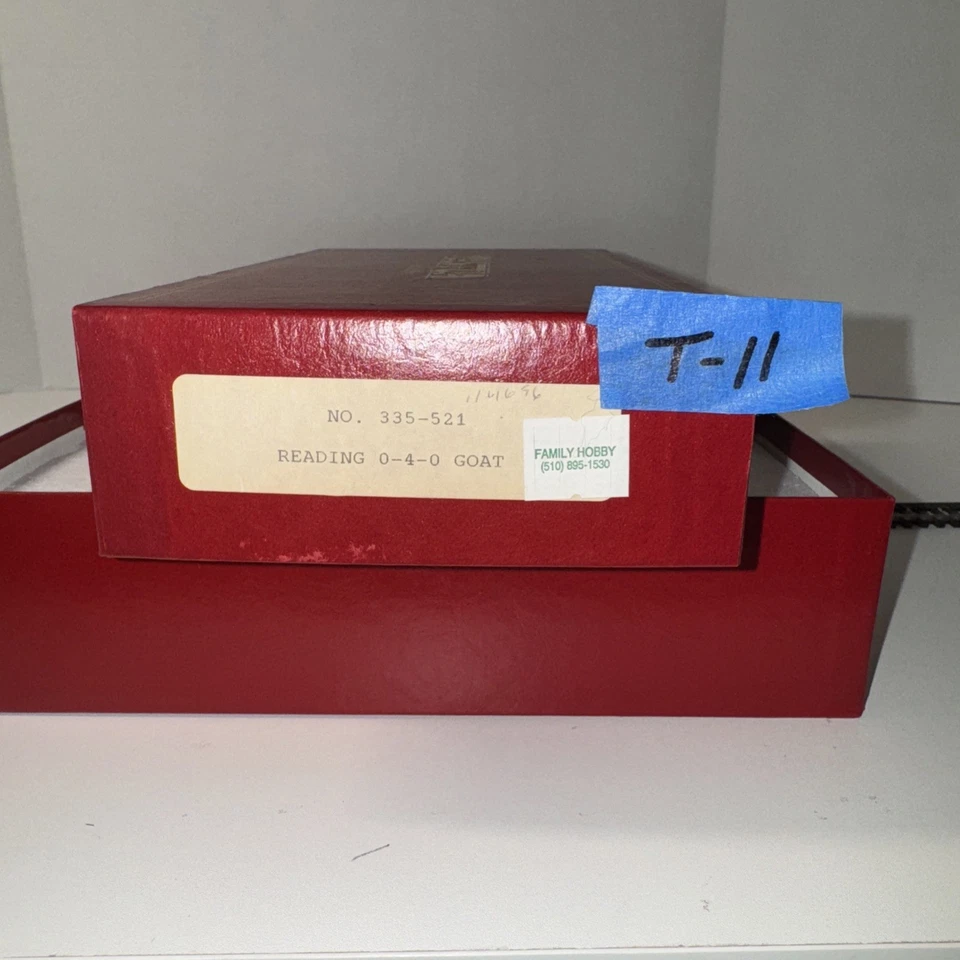 T-11
NO. 335-521
READING 0-4-0 GOAT
FAMILY HOBBY
(510) 895-1530